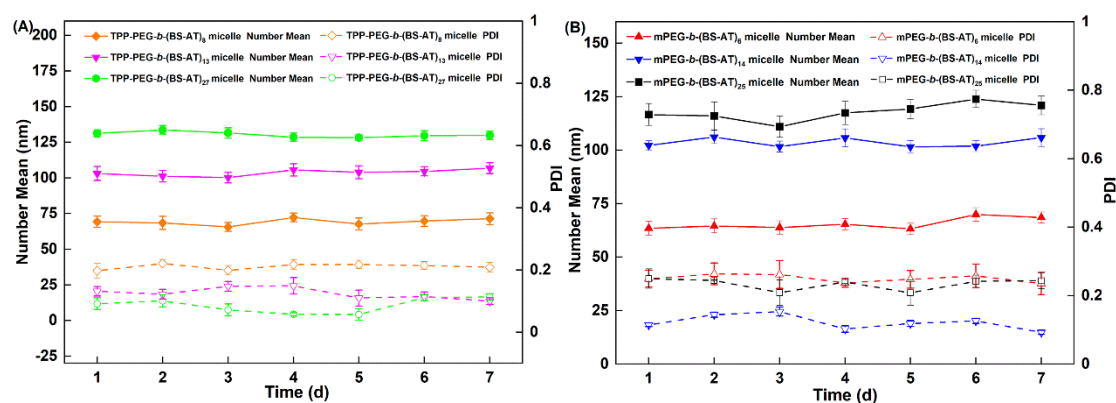 (A)
TPP-PEG-b-(BS-AT)8 micelle Number Mean
TPP-PEG-b-(BS-AT)8 micelle PDI
TPP-PEG-b-(BS-AT)13 micelle Number Mean
TPP-PEG-b-(BS-AT)13 micelle PDI
TPP-PEG-b-(BS-AT)27 micelle Number Mean
TPP-PEG-b-(BS-AT)27 micelle PDI
Number Mean (nm)
200
175
150
125
100
75
50
25
0
-25
1
0.8
0.6
0.4
0.2
0
PDI
1 2 3 4 5 6 7
Time (d)
(B)
mPEG-b-(BS-AT)6 micelle Number Mean
mPEG-b-(BS-AT)6 micelle PDI
mPEG-b-(BS-AT)14 micelle Number Mean
mPEG-b-(BS-AT)14 micelle PDI
mPEG-b-(BS-AT)25 micelle Number Mean
mPEG-b-(BS-AT)25 micelle PDI
Number Mean (nm)
150
125
100
75
50
25
0
1
0.8
0.6
0.4
0.2
0
PDI
1 2 3 4 5 6 7
Time (d)